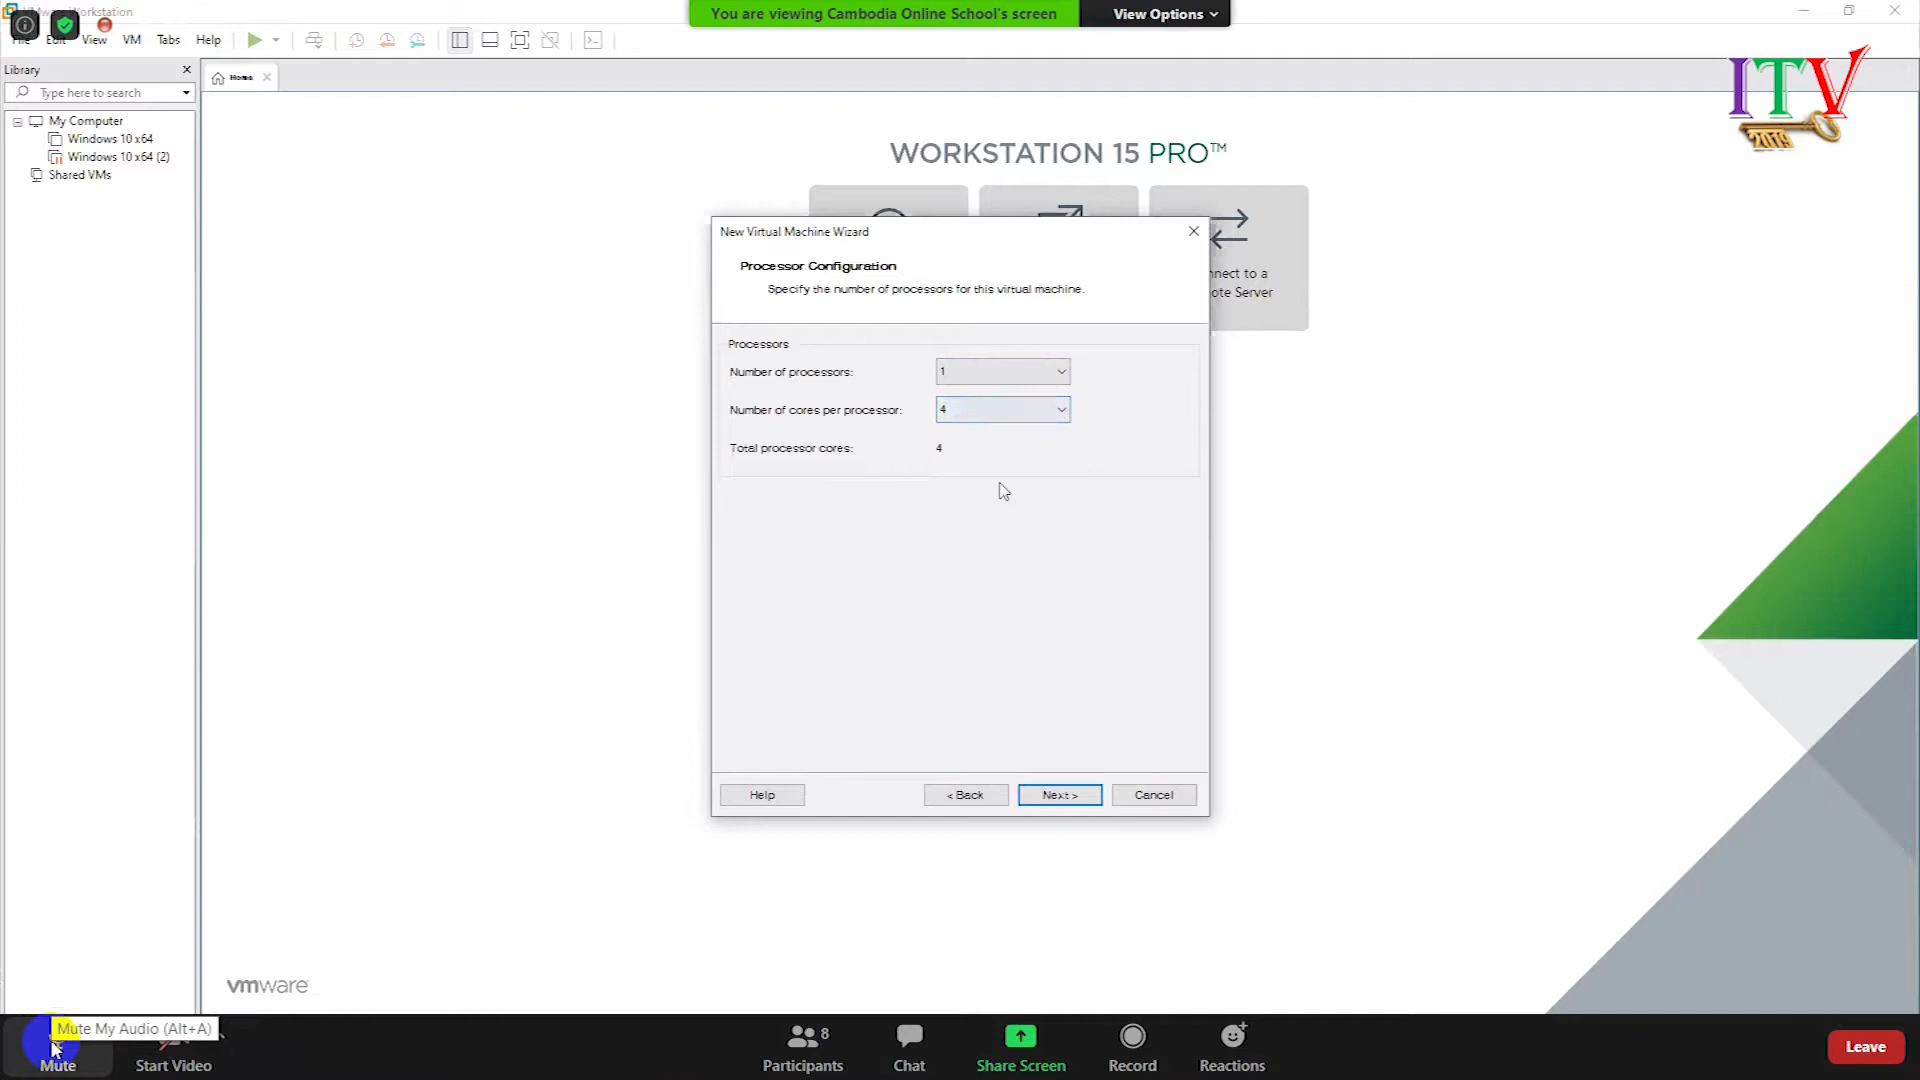 You are viewing Cambodia Online School's screen
View Options
Edit View VM Tabs Help
Library
Type here to search
My Computer
Windows 10 x64
Windows 10 x64 (2)
Shared VMs
Home
ITV
2019
WORKSTATION 15 PRO™
New Virtual Machine Wizard
Processor Configuration
Specify the number of processors for this virtual machine.
Processors
Number of processors: 1
Number of cores per processor: 4
Total processor cores: 4
Help
< Back
Next >
Cancel
vmware
Mute My Audio (Alt+A)
Mute
Start Video
8
Participants
Chat
Share Screen
Record
Reactions
Leave